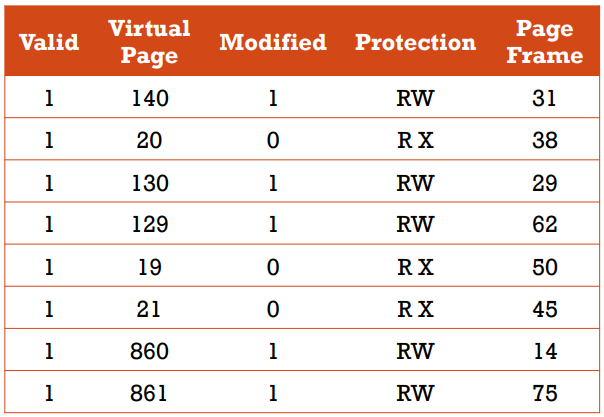 Valid Virtual Page Modified Protection Page Frame
1 140 1 RW 31
1 20 0 R X 38
1 130 1 RW 29
1 129 1 RW 62
1 19 0 R X 50
1 21 0 R X 45
1 860 1 RW 14
1 861 1 RW 75